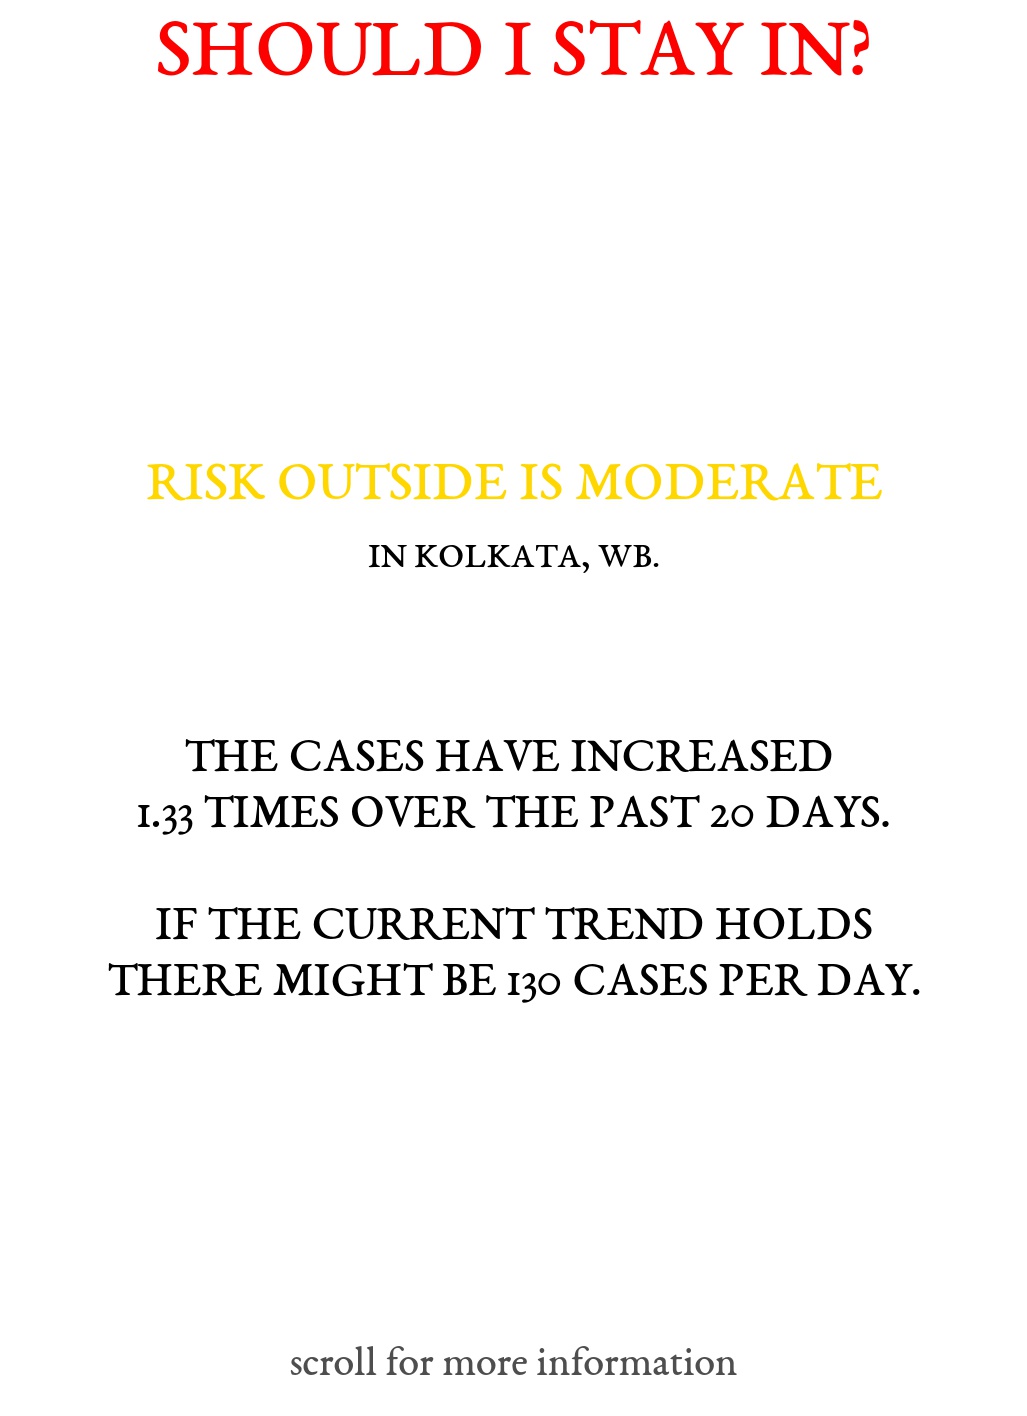 SHOULD I STAY IN?
RISK OUTSIDE IS MODERATE
IN KOLKATA, WB.
THE CASES HAVE INCREASED
1.33 TIMES OVER THE PAST 20 DAYS.
IF THE CURRENT TREND HOLDS
THERE MIGHT BE 130 CASES PER DAY.
scroll for more information